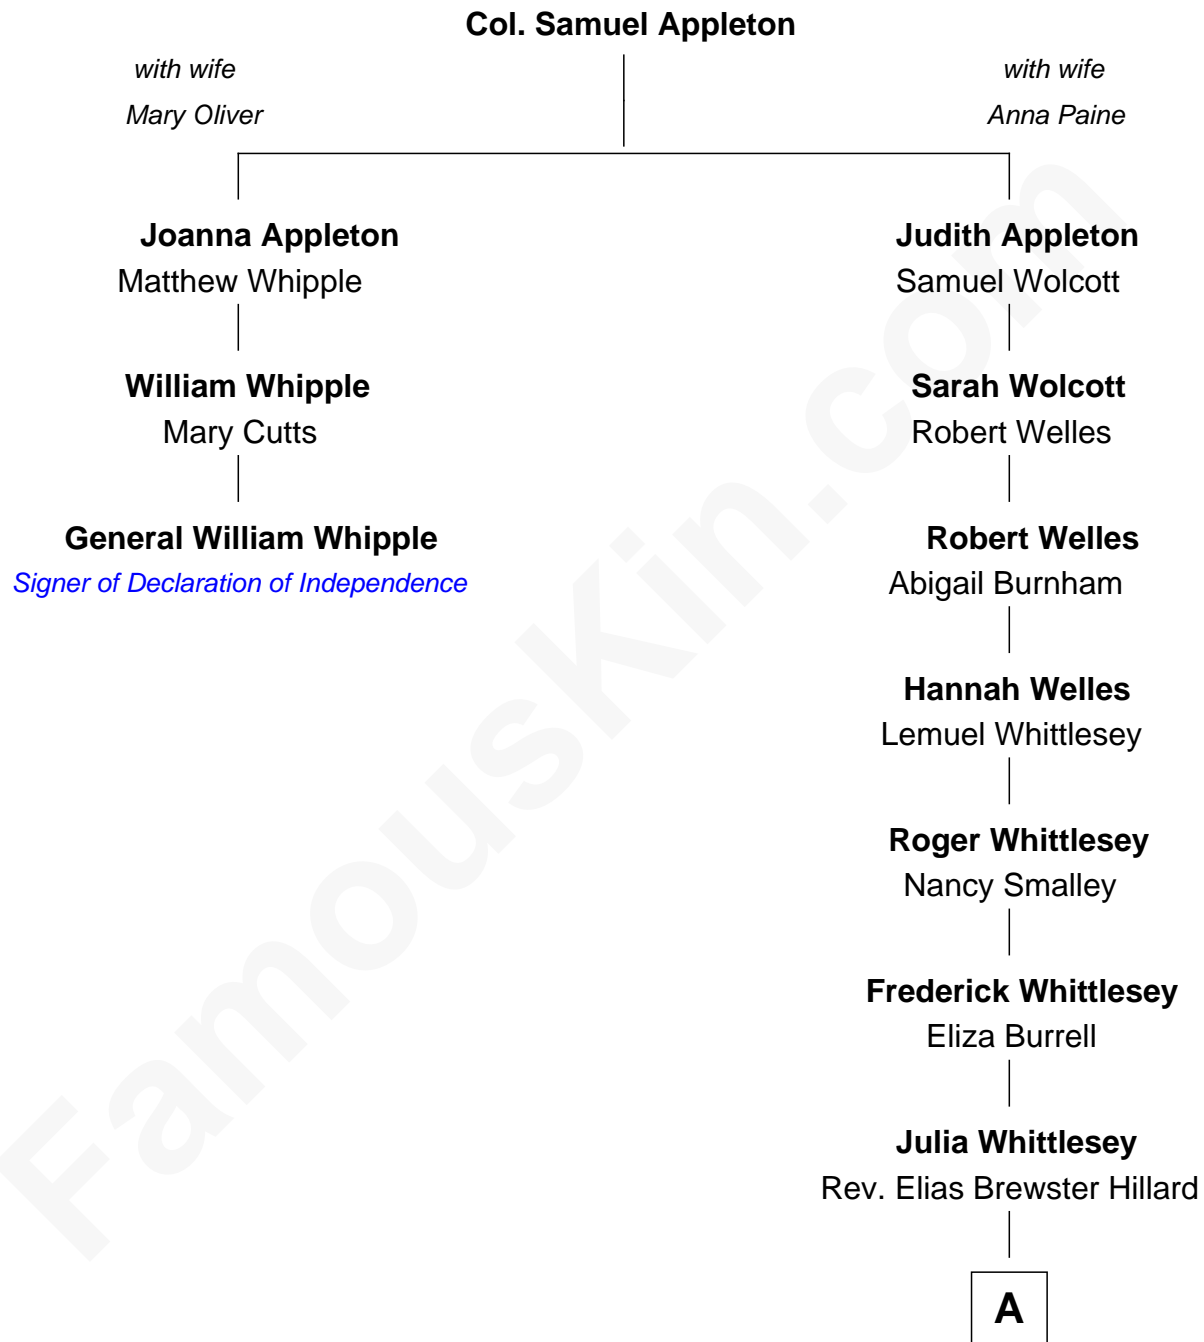 Col. Samuel Appleton
with wife
Mary Oliver
with wife
Anna Paine
Joanna Appleton
Matthew Whipple
Judith Appleton
Samuel Wolcott
William Whipple
Mary Cutts
Sarah Wolcott
Robert Welles
General William Whipple
Signer of Declaration of Independence
Robert Welles
Abigail Burnham
Hannah Welles
Lemuel Whittlesey
Roger Whittlesey
Nancy Smalley
Frederick Whittlesey
Eliza Burrell
Julia Whittlesey
Rev. Elias Brewster Hillard
A
FamousKin.com